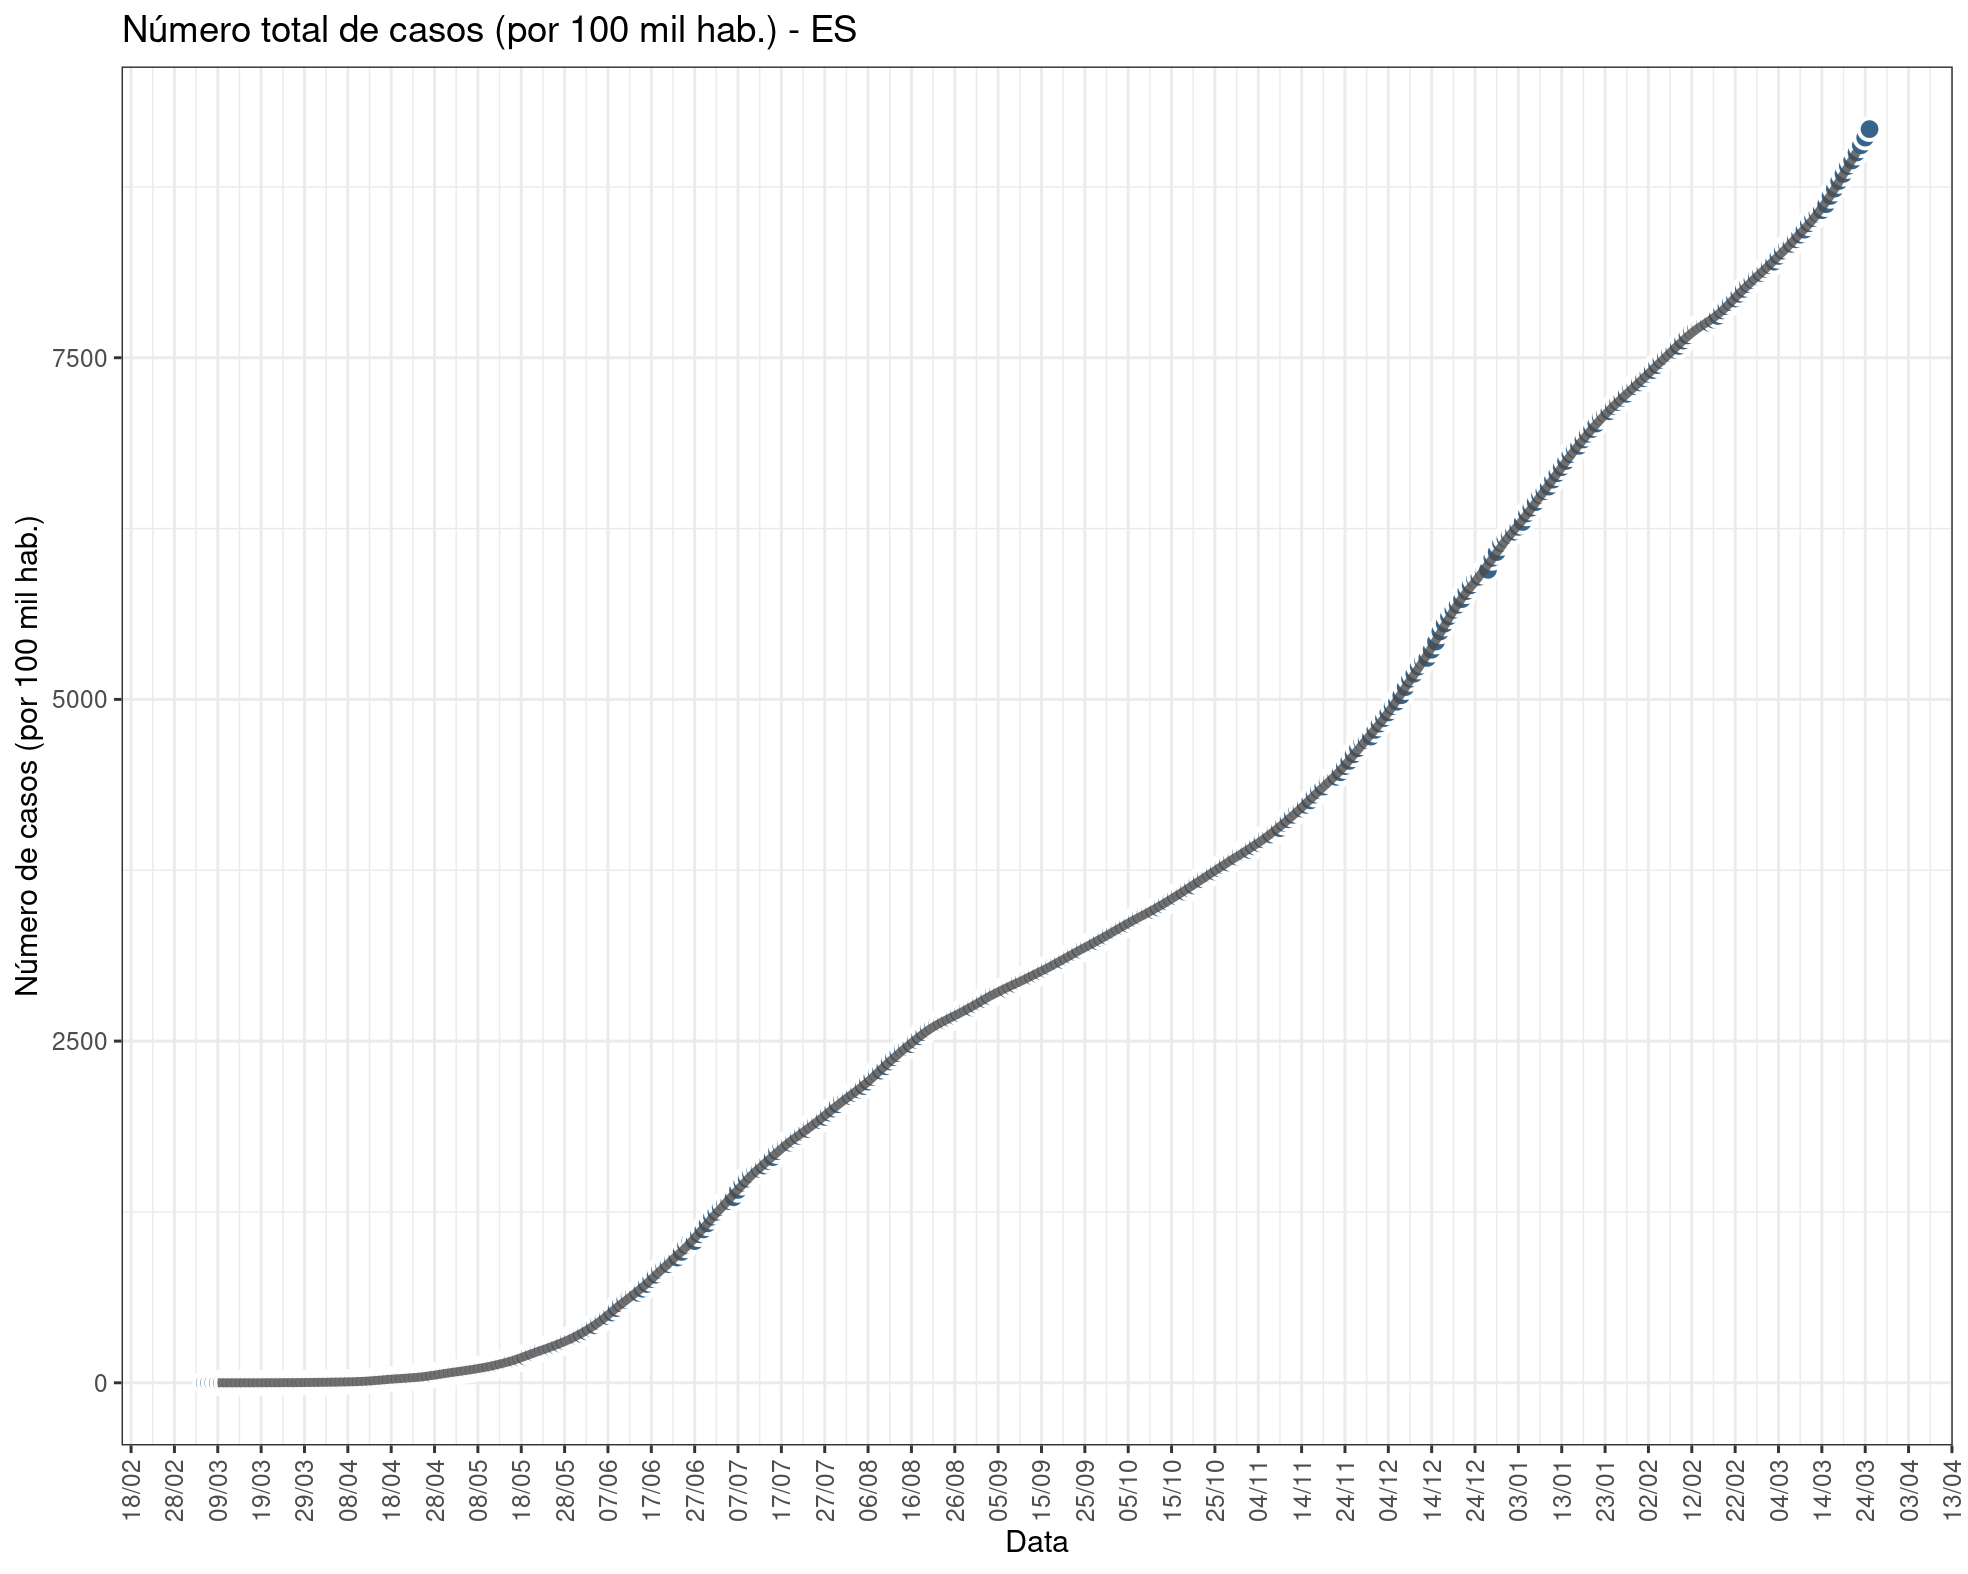 Número total de casos (por 100 mil hab.) - ES
Número de casos (por 100 mil hab.)
7500
5000
2500
0
18/02 28/02 09/03 19/03 29/03 08/04 18/04 28/04 08/05 18/05 28/05 07/06 17/06 27/06 07/07 17/07 27/07 06/08 16/08 26/08 05/09 15/09 25/09 05/10 15/10 25/10 04/11 14/11 24/11 04/12 14/12 24/12 03/01 13/01 23/01 02/02 12/02 22/02 04/03 14/03 24/03 03/04 13/04
Data